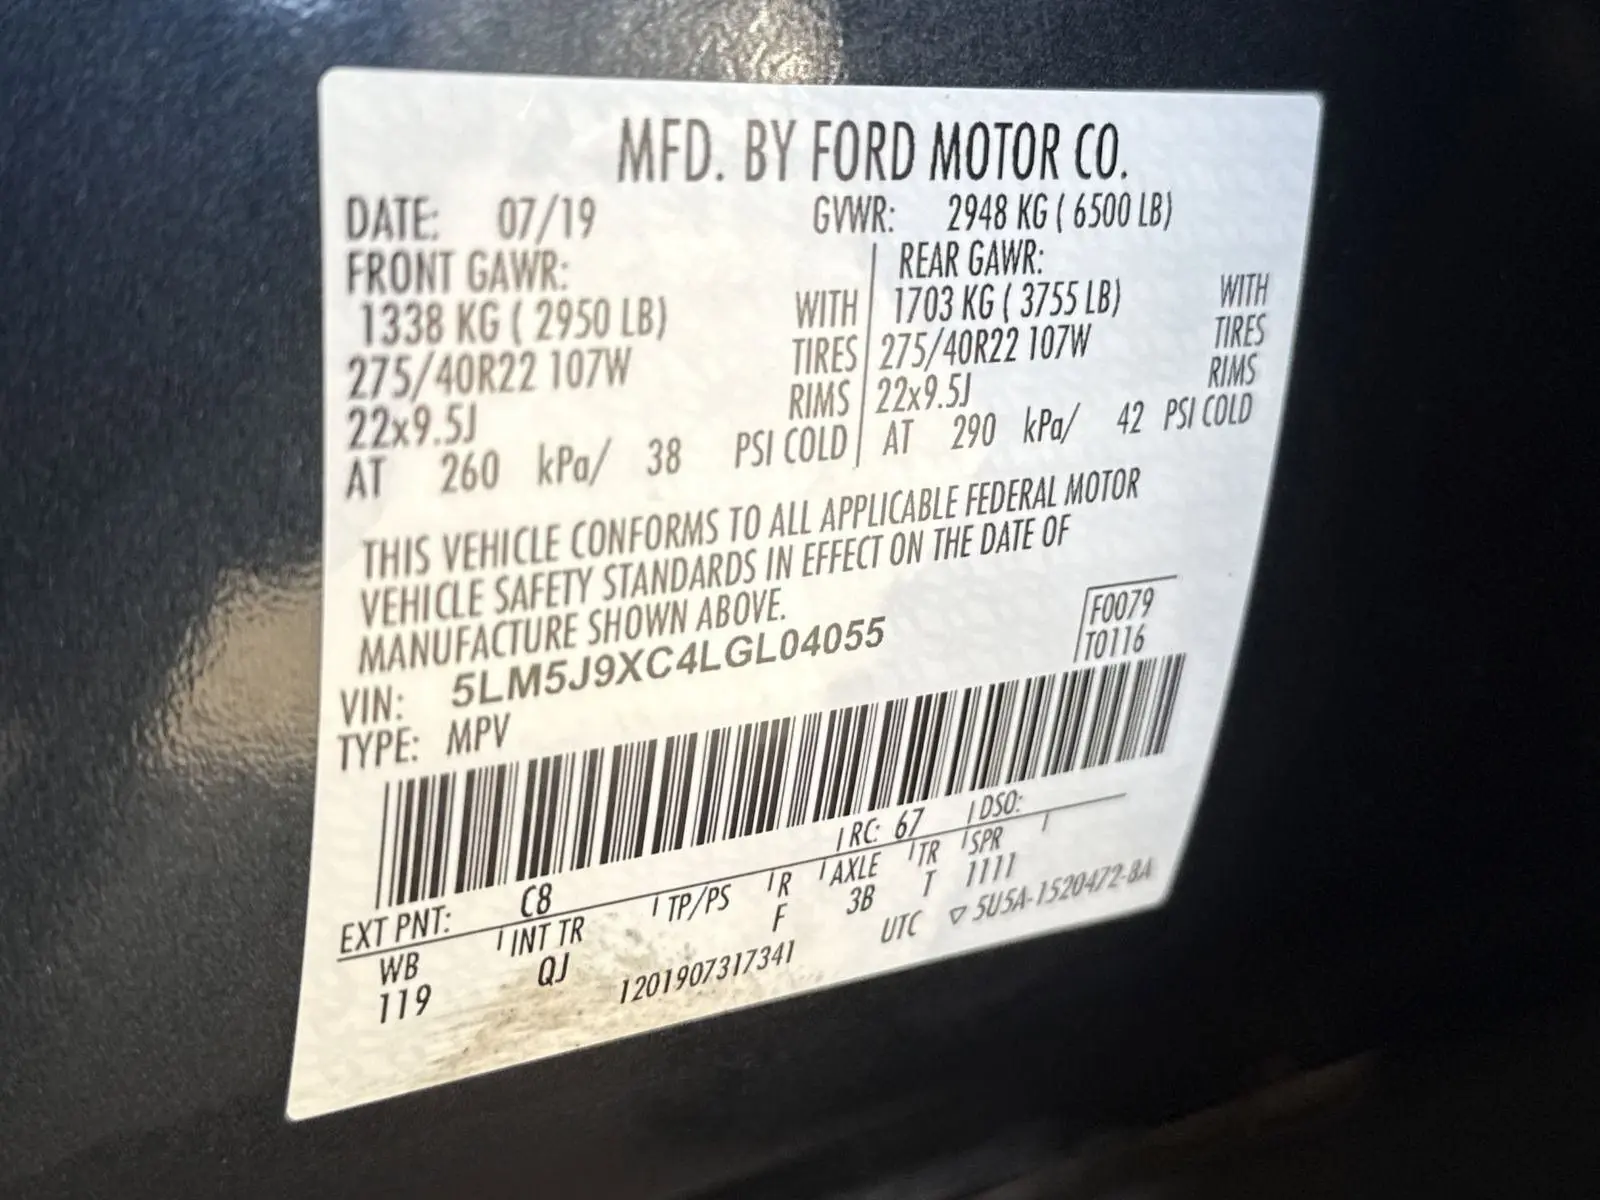 MFD. BY FORD MOTOR CO.
DATE: 07/19 GVWR: 2948 KG ( 6500 LB)
FRONT GAWR: REAR GAWR:
1338 KG ( 2950 LB) WITH 1703 KG ( 3755 LB) WITH
275/40R22 107W TIRES 275/40R22 107W TIRES
22x9.5J RIMS 22x9.5J RIMS
AT 260 kPa/ 38 PSI COLD AT 290 kPa/ 42 PSI COLD
THIS VEHICLE CONFORMS TO ALL APPLICABLE FEDERAL MOTOR
VEHICLE SAFETY STANDARDS IN EFFECT ON THE DATE OF
MANUFACTURE SHOWN ABOVE.
F0079
T0116
VIN: 5LM5J9XC4LGL04055
TYPE: MPV
EXT PNT: C8 RC: 67 DSO:
WB INT TR TP/PS R AXLE TR SPR
119 QJ F 3B T 1111
1201907317341 UTC ▽ 5U5A-1520472-BA